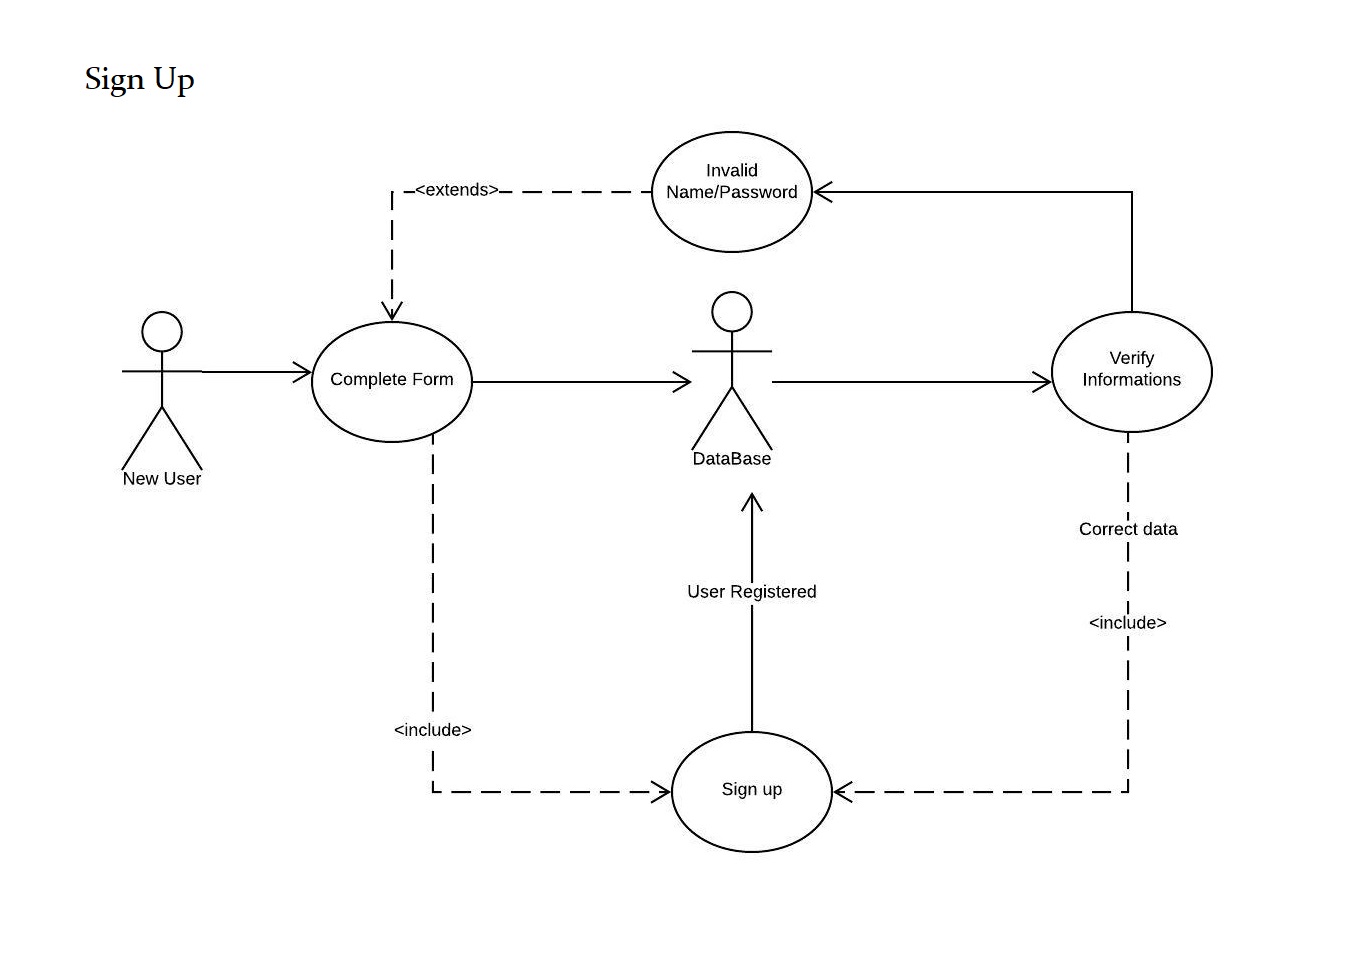 Sign Up
Invalid
Name/Password
<extends>
Complete Form
Verify
Informations
DataBase
New User
Correct data
User Registered
<include>
<include>
Sign up